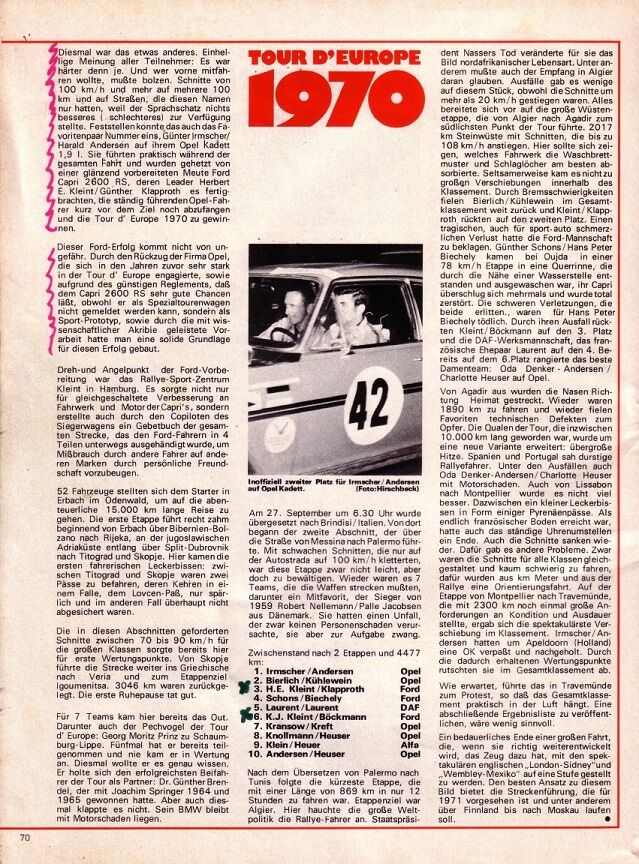 Diesmal war das etwas anderes. Einhel-
lige Meinung aller Teilnehmer: Es war
härter denn je. Und wer vorne mitfah-
ren wollte, mußte bolzen. Schnitte von
100 km/h und mehr auf mehrere 100
km und auf Straßen, die diesen Namen
nur hatten, weil der Sprachschatz nichts
besseres ( schlechteres) zur Verfügung
stellte. Feststellen konnte das auch das Fa-
voritenpaar Nummer eins, Günter Irmscher/
Harald Andersen auf ihrem Opel Kadett
1,9 l. Sie führten praktisch während der
gesamten Fahrt und wurden gehetzt von
einer glänzend vorbereiteten Meute Ford
Capri 2600 RS, deren Leader Herbert
E. Kleint/Günther Klapproth es fertig-
brachten, die ständig führenden Opel-Fah-
rer kurz vor dem Ziel noch abzufangen
und die Tour d' Europe 1970 zu gewin-
nen.
Dieser Ford-Erfolg kommt nicht von un-
gefähr. Durch den Rückzug der Firma Opel,
die sich in den Jahren zuvor sehr stark
in der Tour d' Europe engagierte, sowie
aufgrund des günstigen Reglements, daß
dem Capri 2600 RS sehr gute Chancen
läßt, obwohl er als Spezialtourenwagen
nicht gemeldet werden kann, sondern als
Sport-Prototyp, sowie durch die mit wis-
senschaftlicher Akribie geleistete Vor-
arbeit hatte man eine solide Grundlage
für diesen Erfolg gebaut.
Dreh-und Angelpunkt der Ford-Vorbe-
reitung war das Rallye-Sport-Zentrum
Kleint in Hamburg. Es sorgte nicht nur
für gleichgeschaltete Verbesserung an
Fahrwerk und Motor der Capri's, sondern
erstellte auch durch den Copiloten des
Siegerwagens ein Gebetbuch der gesam-
ten Strecke, das den Ford-Fahrern in 4
Teilen unterwegs ausgehändigt wurde, um
Mißbrauch durch andere Fahrer auf ande-
ren Marken durch persönliche Freund-
schaft vorzubeugen.
52 Fahrzeuge stellten sich dem Starter in
Erbach im Odenwald, um auf die aben-
teuerliche 15.000 km lange Reise zu
gehen. Die erste Etappe führt recht zahm
beginnend von Erbach über Bibernien-Bol-
zano nach Rijeka, an der jugoslawischen
Adriaküste entlang über Split-Dubrovnik
nach Titograd und Skopje. Hier kamen die
ersten fahrerischen Leckerbissen: zwi-
schen Titograd und Skopje waren zwei
Pässe zu befahren, deren Kehren in ei-
nem Falle, dem Lovcen-Paß, nur spär-
lich und im anderen Fall überhaupt nicht
abgesichert waren.
Die in diesen Abschnitten geforderten
Schnitte zwischen 70 bis 90 km/h für
die großen Klassen sorgte bereits hier
für erste Wertungspunkte. Von Skopje
führte die Strecke weiter ins Griechische
nach Veria und zum Etappenziel
Igoumenitsa. 3046 km waren zurückge-
legt. Die erste Ruhepause tat gut.
Für 7 Teams kam hier bereits das Out.
Darunter auch der Pechvogel der Tour
d' Europe: Georg Moritz Prinz zu Schaum-
burg-Lippe. Fünfmal hat er bereits teil-
genommen und nie kam er in Wertung
an. Diesmal wollte er es genau wissen.
Er holte sich den erfolgreichsten Beifah-
rer der Tour als Partner: Dr. Günther Bren-
del, der mit Joachim Springer 1964 und
1965 gewonnen hatte. Aber auch dies-
mal klappte es nicht. Sein BMW bleibt
mit Motorschaden liegen.
TOUR D'EUROPE
1970
42
Inoffiziell zweiter Platz für Irmscher/Andersen
auf Opel Kadett. (Foto:Hirschbeck)
Am 27. September um 6.30 Uhr wurde
übergesetzt nach Brindisi/Italien. Von dort
begann der zweite Abschnitt, der über
die Straße von Messina nach Palermo führ-
te. Mit schwachen Schnitten, die nur auf
der Autostrada auf 100 km/h kletterten,
war diese Etappe zwar nicht leicht, aber
doch zu bewältigen. Wieder waren es 7
Teams, die die Waffen strecken mußten,
darunter ein Mitfavorit, der Sieger von
1959 Robert Nellemann/Palle Jacobsen
aus Dänemark. Sie hatten einen Unfall,
der zwar keinen Personenschaden verur-
sachte, sie aber zur Aufgabe zwang.
Zwischenstand nach 2 Etappen und 4477
km:
1. Irmscher/Andersen Opel
2. Bierlich/Kühlewein Opel
3. H.E. Kleint/Klapproth Ford
4. Schons/Biechely Ford
5. Laurent/Laurent DAF
6. K.J. Kleint/Böckmann Ford
7. Kransow/Kreft Opel
8. Knollmann/Heuser Opel
9. Klein/Heuer Alfa
10. Andersen/Heuser Opel
Nach dem Übersetzen von Palermo nach
Tunis folgte die kürzeste Etappe, die
mit einer Länge von 869 km in nur 12
Stunden zu fahren war. Etappenziel war
Algier. Hier hauchte die große Welt-
politik die Rallye-Fahrer an. Staatspräsi-
dent Nassers Tod veränderte für sie das
Bild nordafrikanischer Lebensart. Unter an-
derem mußte auch der Empfang in Algier
daran glauben. Ausfälle gab es wenige
auf diesem Stück, obwohl die Schnitte um
mehr als 20 km/h gestiegen waren. Alles
bereitete sich vor auf die große Wüsten-
etappe, die von Algier nach Agadir zum
südlichsten Punkt der Tour führte. 2017
km Steinwüste mit Schnitten, die bis zu
108 km/h anstiegen. Hier sollte sich zei-
gen, welches Fahrwerk die Waschbrett-
muster und Schlaglöcher am besten ab-
sorbierte. Seltsamerweise kam es nicht zu
großen Verschiebungen innerhalb des
Klassement. Durch Bremsschwierigkeiten
fielen Bierlich/Kühlewein im Gesamt-
klassement weit zurück und Kleint/Klapp-
roth rückten auf den zweiten Platz. Einen
tragischen, auch für sport-auto schmerz-
lichen Verlust hatte die Ford-Mannschaft
zu beklagen. Günther Schons/Hans Peter
Biechely kamen bei Oujda in einer
78 km/h Etappe in eine Querrinne, die
durch die Nähe einer Wasserstelle ent-
standen und ausgewaschen war, ihr Capri
überschlug sich mehrmals und wurde total
zerstört. Die schweren Verletzungen, die
beide erlitten, waren für Hans Peter
Biechely tödlich. Durch ihren Ausfall rück-
ten Kleint/Böckmann auf den 3. Platz
und die DAF-Werksmannschaft, das fran-
zösische Ehepaar Laurent auf den 4. Be-
reits auf dem 6.Platz rangierte das beste
Damenteam: Oda Denker - Andersen /
Charlotte Heuser auf Opel.
Von Agadir aus wurden die Nasen Rich-
tung Heimat gestreckt. Wieder waren
1890 km zu fahren und wieder fielen
Favoriten technischen Defekten zum
Opfer. Die Qualen der Tour, die inzwischen
10.000 km lang geworden war, wurde um
eine neue Variante erweitert: übergroße
Hitze. Spanien und Portugal sah durstige
Rallyefahrer. Unter den Ausfällen auch
Oda Denker-Andersen/Charlotte Heuser
mit Motorschaden. Auch von Lissabon
nach Montpellier wurde es nicht viel
besser. Dazwischen ein kleiner Leckerbis-
sen in Form einiger Pyrenäenpässe. Als
endlich französischer Boden erreicht war,
hatte auch das ständige Uhrenumstellen
ein Ende. Auch die Schnitte sanken wie-
der. Dafür gab es andere Probleme. Zwar
waren die Schnitte für alle Klassen gleich-
gestaltet und kaum schwierig zu fahren,
dafür wurden aus km Meter und aus der
Rallye eine Orientierungsfahrt. Auf der
Etappe von Montpellier nach Travemünde,
die mit 2300 km noch einmal große An-
forderungen an Kondition und Ausdauer
stellte, ergab sich die spektakulärste Ver-
schiebung im Klassement. Irmscher/An-
dersen hatten um Apeldoorn (Holland)
eine OK verpaßt und nachgeholt. Durch
die dadurch erhaltenen Wertungspunkte
rutschten sie im Gesamtklassement ab.
Wie erwartet, führte das in Travemünde
zum Protest, so daß das Gesamtklasse-
ment praktisch in der Luft hängt. Eine
abschließende Ergebnisliste zu veröffent-
lichen, wäre wenig sinnvoll.
Ein bedauerliches Ende einer großen Fahrt,
die, wenn sie richtig weiterentwickelt
wird, das Zeug dazu hat, mit den spek-
takulären englischen „London-Sidney" und
„Wembley-Mexiko" auf eine Stufe gestellt
zu werden. Den besten Ansatz zu diesem
Bild bietet die Streckenführung, die für
1971 vorgesehen ist und unter anderem
über Finnland bis nach Moskau laufen
soll.
70